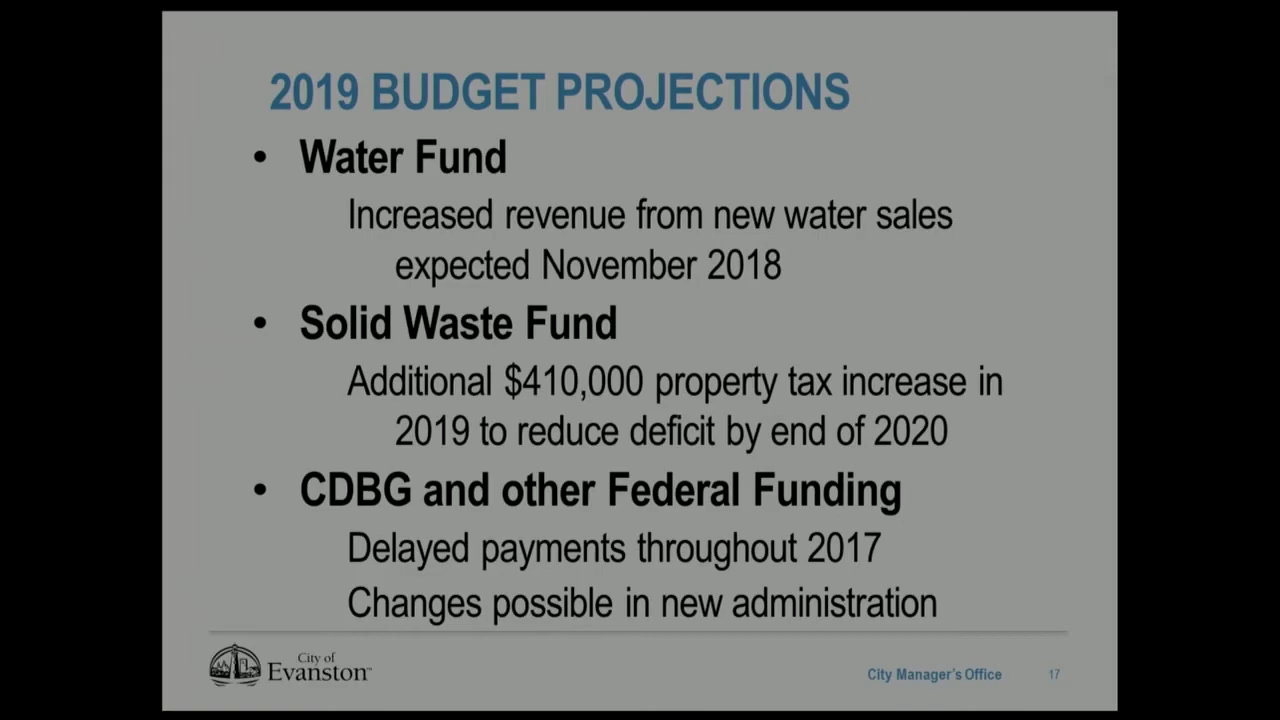 2019 BUDGET PROJECTIONS
• Water Fund
Increased revenue from new water sales
expected November 2018
• Solid Waste Fund
Additional $410,000 property tax increase in
2019 to reduce deficit by end of 2020
• CDBG and other Federal Funding
Delayed payments throughout 2017
Changes possible in new administration
City of
Evanston™
City Manager's Office 17